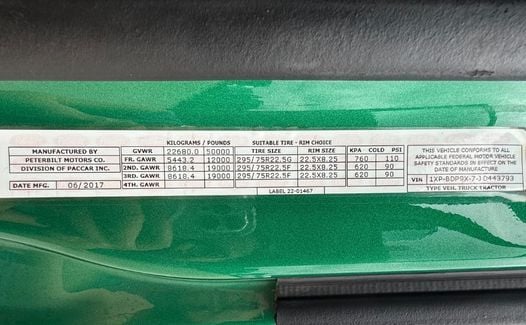 MANUFACTURED BY
PETERBILT MOTORS CO.
DIVISION OF PACCAR INC.
DATE MFG. 06/2017
KILOGRAMS / POUNDS SUITABLE TIRE - RIM CHOICE
GVWR 22680.0 50000 TIRE SIZE RIM SIZE KPA COLD PSI
FR. GAWR 5443.2 12000 295/75R22.5G 22.5X8.25 760 110
2ND. GAWR 8618.4 19000 295/75R22.5F 22.5X8.25 620 90
3RD. GAWR 8618.4 19000 295/75R22.5F 22.5X8.25 620 90
4TH. GAWR
LABEL 22-01467
THIS VEHICLE CONFORMS TO ALL
APPLICABLE FEDERAL MOTOR VEHICLE
SAFETY STANDARDS IN EFFECT ON THE
DATE OF MANUFACTURE
VIN
TYPE VEH. TRUCK TRACTOR